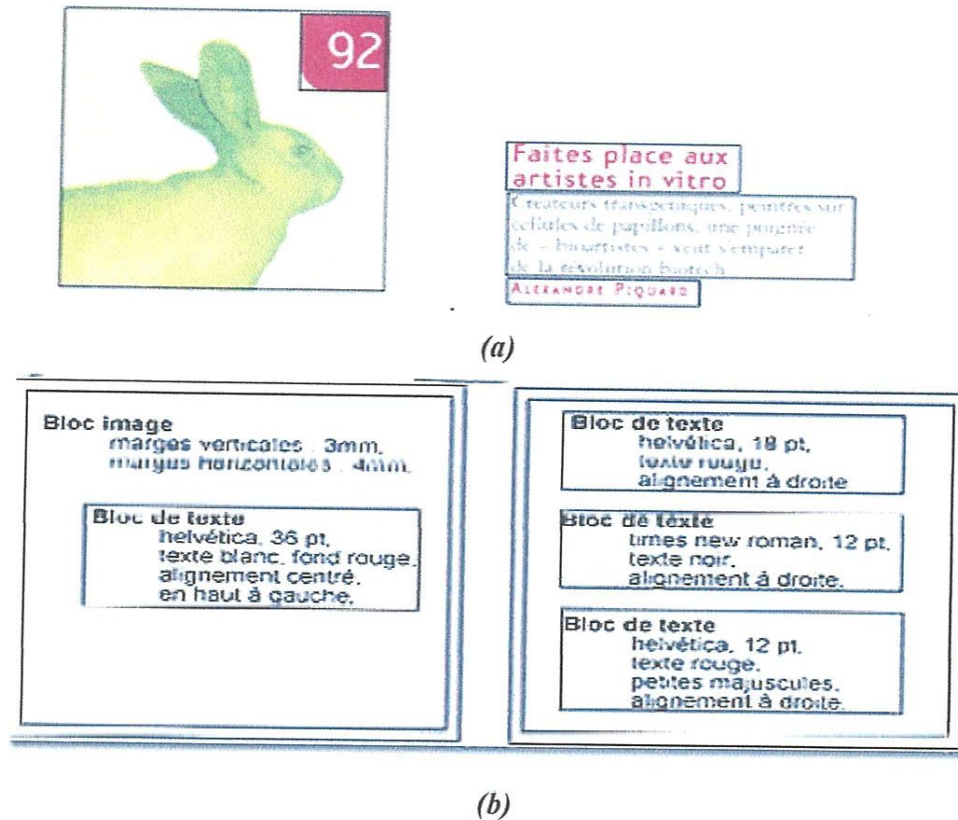 92
Faites place aux
artistes in vitro
Créateurs transgéniques, peintres sur
cellules de papillons, une poignée
de « bioartistes » veut s'emparer
de la révolution biotech
ALEXANDRE PIQUARD
(a)
Bloc image
marges verticales : 3mm,
marges horizontales : 4mm,
Bloc de texte
helvética, 36 pt,
texte blanc, fond rouge,
alignement centré,
en haut à gauche,
Bloc de texte
helvética, 18 pt,
texte rouge,
alignement à droite
Bloc de texte
times new roman, 12 pt,
texte noir,
alignement à droite.
Bloc de texte
helvética, 12 pt,
texte rouge,
petites majuscules,
alignement à droite.
(b)